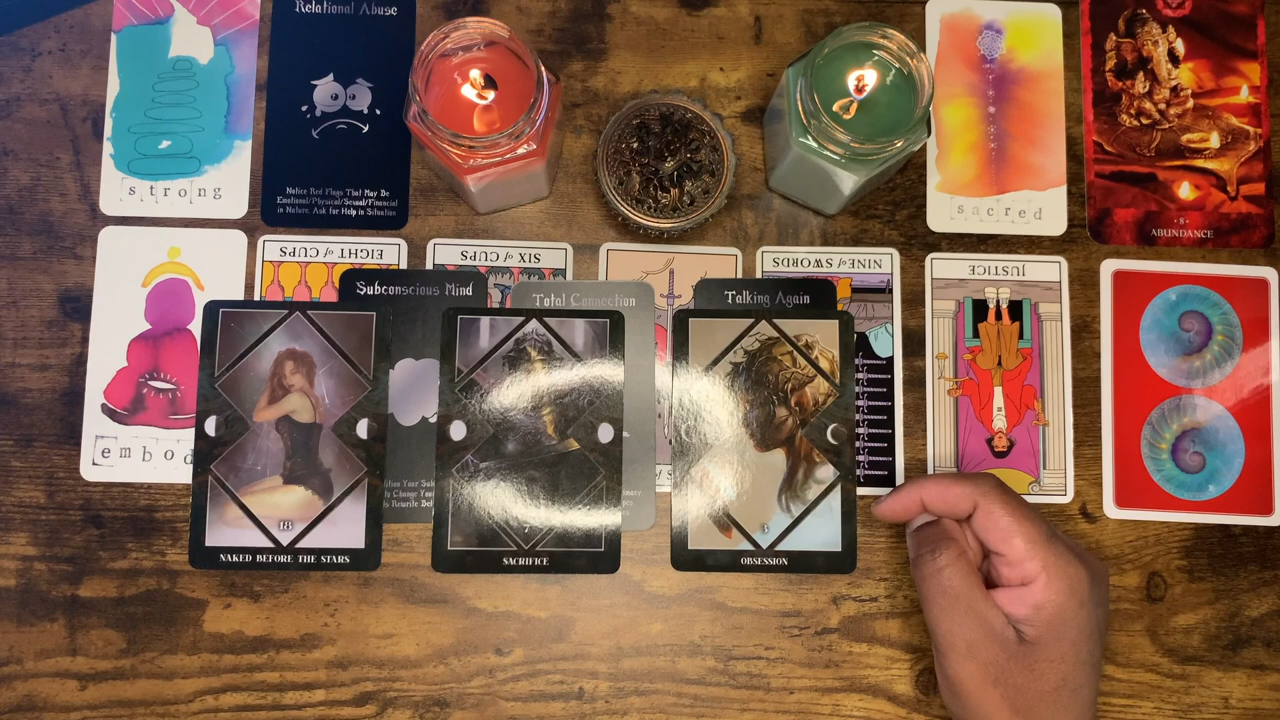 strong
Relational Abuse
Notice Red Flags That May Be
Emotional/Physical/Sexual/Financial
in Nature. Ask for Help in Situation
sacred
·8·
ABUNDANCE
embod
EIGHT of CUPS
SIX of CUPS
NINE of SWORDS
JUSTICE
Subconscious Mind
Total Connection
Talking Again
18
NAKED BEFORE THE STARS
SACRIFICE
OBSESSION